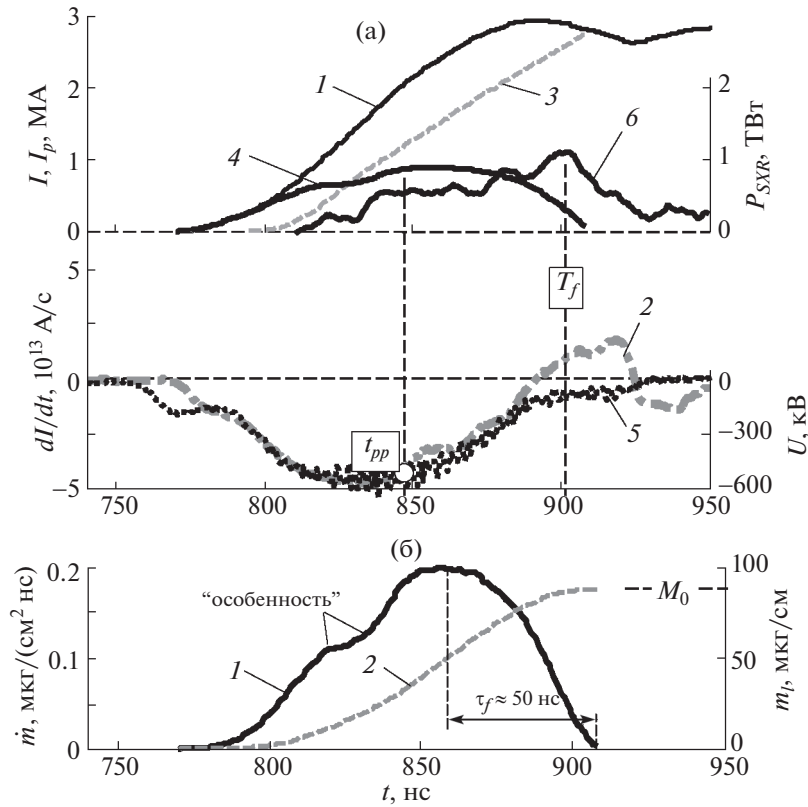 (а)
I, I_p, МА
3
2
1
0
1
3
4
6
2
1
0
P_SXR, ТВт
dI/dt, 10^13 А/с
5
0
–5
T_f
2
t_pp
5
0
–300
–600
U, кВ
750
800
850
900
950
(б)
ṁ, мкг/(см² нс)
0.2
0.1
0
“особенность”
1
2
M_0
τ_f ≈ 50 нс
100
50
0
m_l, мкг/см
750
800
850
900
950
t, нс